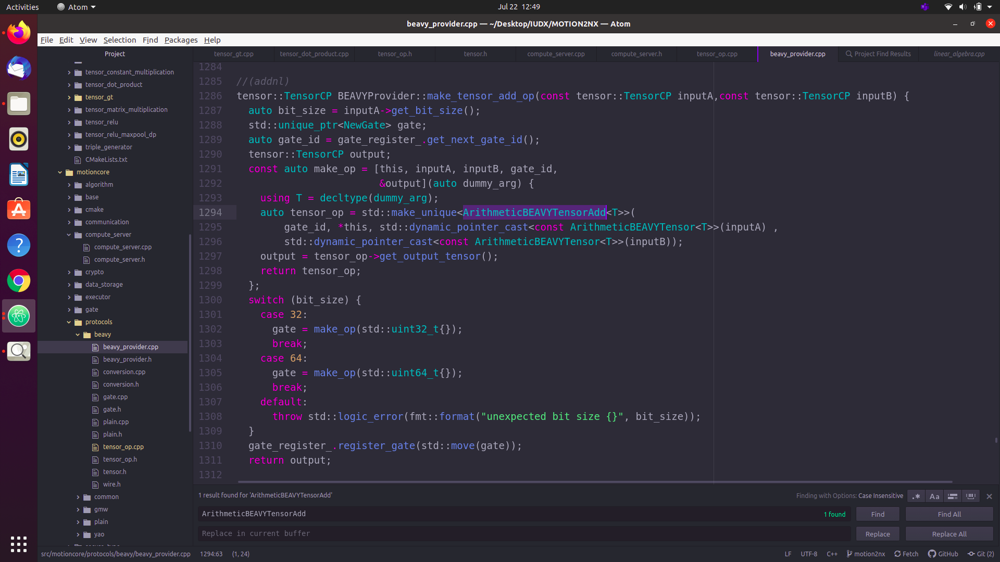 Activities
Atom
Jul 22 12:49
beavy_provider.cpp — ~/Desktop/IUDX/MOTION2NX — Atom
File Edit View Selection Find Packages Help
Project
tensor_gt.cpp
tensor_dot_product.cpp
tensor_op.h
tensor.h
compute_server.cpp
compute_server.h
tensor_op.cpp
beavy_provider.cpp
Project Find Results
linear_algebra.cpp
tensor_constant_multiplication
tensor_dot_product
tensor_gt
tensor_matrix_multiplication
tensor_relu
tensor_relu_maxpool_dp
triple_generator
CMakeLists.txt
motioncore
algorithm
base
cmake
communication
compute_server
compute_server.cpp
compute_server.h
crypto
data_storage
executor
gate
protocols
beavy
beavy_provider.cpp
beavy_provider.h
conversion.cpp
conversion.h
gate.cpp
gate.h
plain.cpp
plain.h
tensor_op.cpp
tensor_op.h
tensor.h
wire.h
common
gmw
plain
yao
1284
1285 //(addnl)
1286 tensor::TensorCP BEAVYProvider::make_tensor_add_op(const tensor::TensorCP inputA,const tensor::TensorCP inputB) {
1287   auto bit_size = inputA->get_bit_size();
1288   std::unique_ptr<NewGate> gate;
1289   auto gate_id = gate_register_.get_next_gate_id();
1290   tensor::TensorCP output;
1291   const auto make_op = [this, inputA, inputB, gate_id,
1292                         &output](auto dummy_arg) {
1293     using T = decltype(dummy_arg);
1294     auto tensor_op = std::make_unique<ArithmeticBEAVYTensorAdd<T>>(
1295         gate_id, *this, std::dynamic_pointer_cast<const ArithmeticBEAVYTensor<T>>(inputA) ,
1296         std::dynamic_pointer_cast<const ArithmeticBEAVYTensor<T>>(inputB));
1297     output = tensor_op->get_output_tensor();
1298     return tensor_op;
1299   };
1300   switch (bit_size) {
1301     case 32:
1302       gate = make_op(std::uint32_t{});
1303       break;
1304     case 64:
1305       gate = make_op(std::uint64_t{});
1306       break;
1307     default:
1308       throw std::logic_error(fmt::format("unexpected bit size {}", bit_size));
1309   }
1310   gate_register_.register_gate(std::move(gate));
1311   return output;
1312
1 result found for 'ArithmeticBEAVYTensorAdd'
Finding with Options: Case Insensitive
.* Aa
ArithmeticBEAVYTensorAdd
1 found
Find
Find All
Replace in current buffer
Replace
Replace All
src/motioncore/protocols/beavy/beavy_provider.cpp
1294:63
(1, 24)
LF UTF-8 C++ motion2nx Fetch GitHub Git (2)